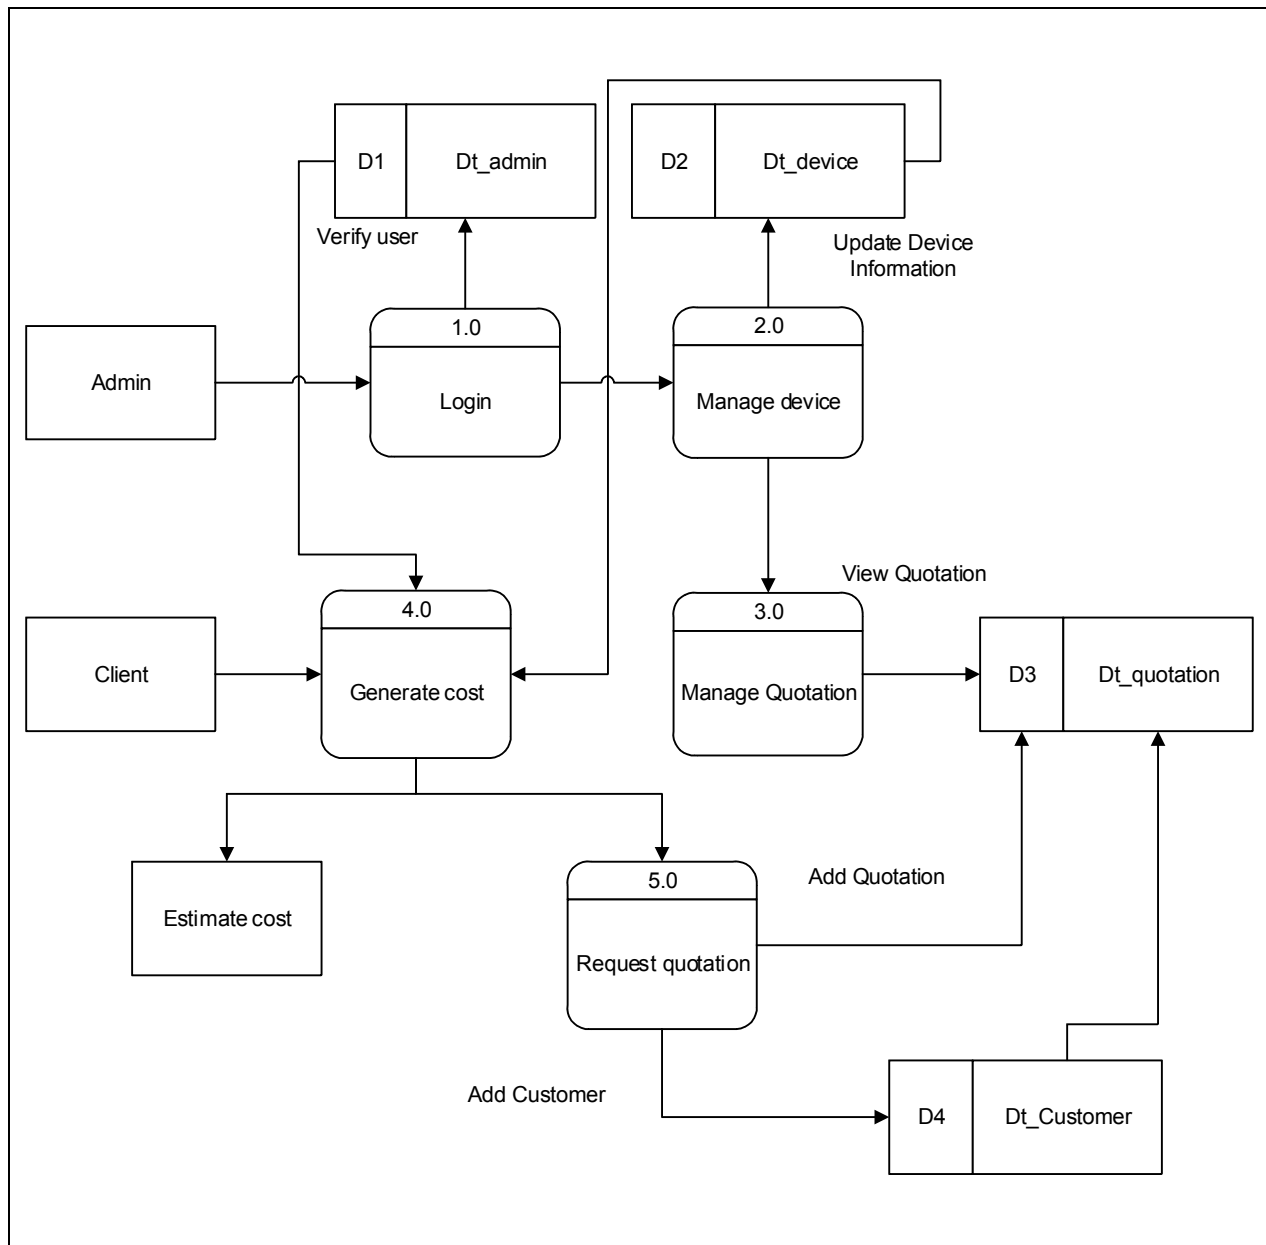 D1
Dt_admin
D2
Dt_device
Verify user
Update Device
Information
1.0
2.0
Admin
Login
Manage device
View Quotation
4.0
3.0
Client
Generate cost
Manage Quotation
D3
Dt_quotation
5.0
Add Quotation
Estimate cost
Request quotation
Add Customer
D4
Dt_Customer